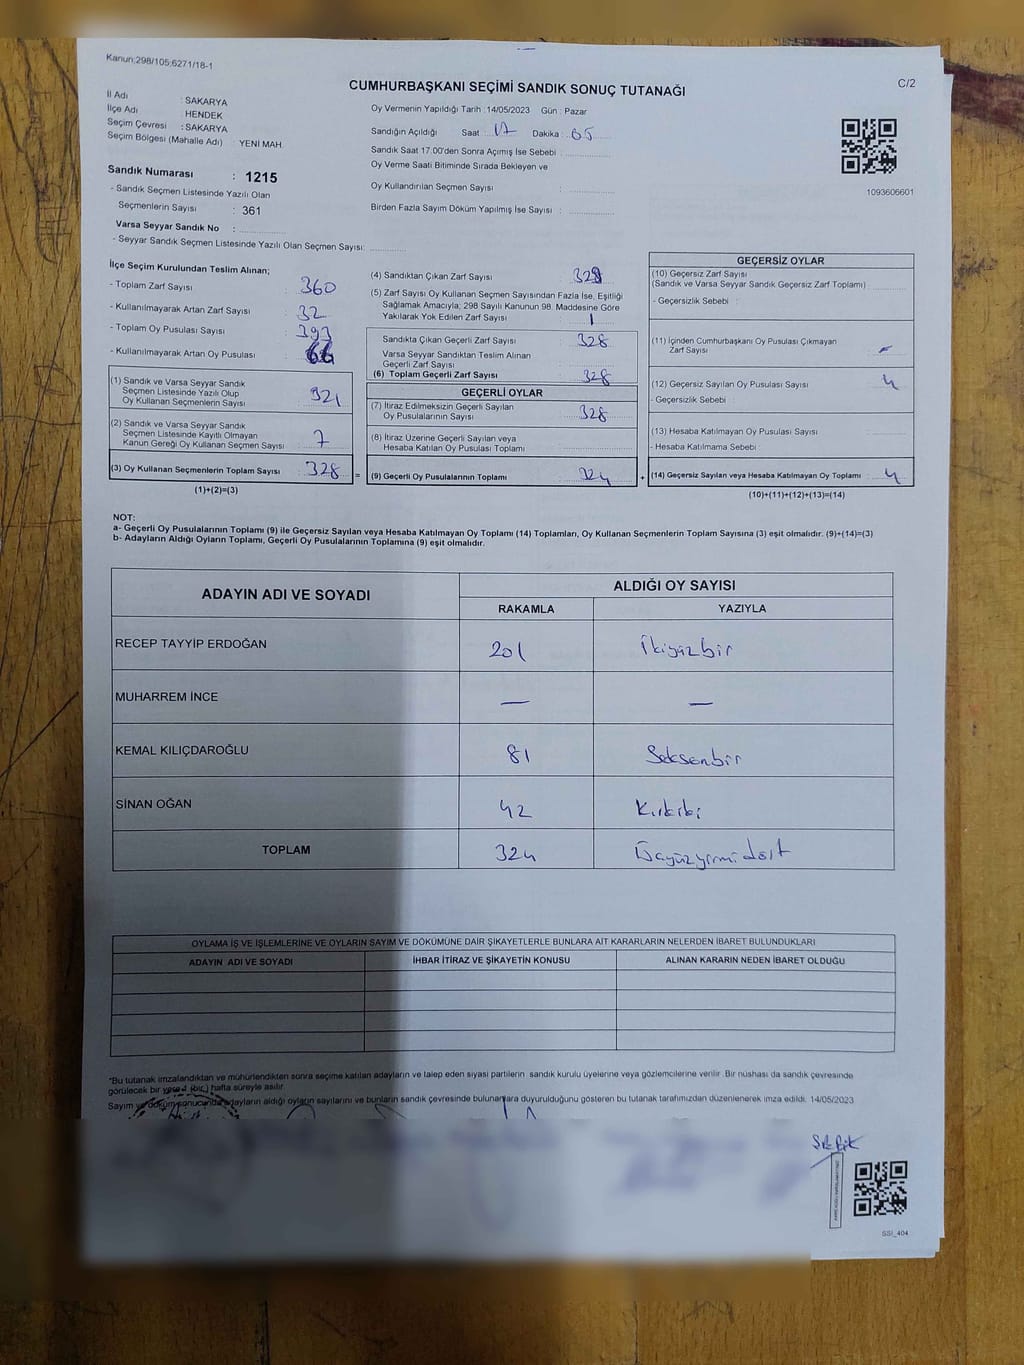 Kanun:298/105;6271/18-1
CUMHURBAŞKANI SEÇİMİ SANDIK SONUÇ TUTANAĞI
C/2
İl Adı : SAKARYA
İlçe Adı : HENDEK
Seçim Çevresi : SAKARYA
Seçim Bölgesi (Mahalle Adı) : YENİ MAH.
Oy Vermenin Yapıldığı Tarih : 14/05/2023 Gün : Pazar
Sandığın Açıldığı Saat : 17 Dakika : 05
Sandık Saat 17:00'den Sonra Açımış İse Sebebi :
Oy Verme Saati Bitiminde Sırada Bekleyen ve
Oy Kullandırılan Seçmen Sayısı :
Birden Fazla Sayım Döküm Yapılmış İse Sayısı :
1093606601
Sandık Numarası : 1215
- Sandık Seçmen Listesinde Yazılı Olan
Seçmenlerin Sayısı : 361
Varsa Seyyar Sandık No :
- Seyyar Sandık Seçmen Listesinde Yazılı Olan Seçmen Sayısı:
İlçe Seçim Kurulundan Teslim Alınan;
- Toplam Zarf Sayısı : 360
- Kullanılmayarak Artan Zarf Sayısı : 32
- Toplam Oy Pusulası Sayısı : 393
- Kullanılmayarak Artan Oy Pusulası :
(1) Sandık ve Varsa Seyyar Sandık
Seçmen Listesinde Yazılı Olup
Oy Kullanan Seçmenlerin Sayısı : 321
(2) Sandık ve Varsa Seyyar Sandık
Seçmen Listesinde Kayıtlı Olmayan
Kanun Gereği Oy Kullanan Seçmen Sayısı : 7
(3) Oy Kullanan Seçmenlerin Toplam Sayısı : 328
(1)+(2)=(3)
(4) Sandıktan Çıkan Zarf Sayısı : 329
(5) Zarf Sayısı Oy Kullanan Seçmen Sayısından Fazla İse, Eşitliği
Sağlamak Amacıyla; 298 Sayılı Kanunun 98. Maddesine Göre
Yakılarak Yok Edilen Zarf Sayısı : 1
Sandıkta Çıkan Geçerli Zarf Sayısı : 328
Varsa Seyyar Sandıktan Teslim Alınan
Geçerli Zarf Sayısı :
(6) Toplam Geçerli Zarf Sayısı : 328
GEÇERLİ OYLAR
(7) İtiraz Edilmeksizin Geçerli Sayılan
Oy Pusulalarının Sayısı : 328
(8) İtiraz Üzerine Geçerli Sayılan veya
Hesaba Katılan Oy Pusulası Toplamı :
= (9) Geçerli Oy Pusulalarının Toplamı : 324
GEÇERSİZ OYLAR
(10) Geçersiz Zarf Sayısı
(Sandık ve Varsa Seyyar Sandık Geçersiz Zarf Toplamı) :
- Geçersizlik Sebebi :
(11) İçinden Cumhurbaşkanı Oy Pusulası Çıkmayan
Zarf Sayısı : -
(12) Geçersiz Sayılan Oy Pusulası Sayısı : 4
- Geçersizlik Sebebi :
(13) Hesaba Katılmayan Oy Pusulası Sayısı :
- Hesaba Katılmama Sebebi :
+ (14) Geçersiz Sayılan veya Hesaba Katılmayan Oy Toplamı : 4
(10)+(11)+(12)+(13)=(14)
NOT:
a- Geçerli Oy Pusulalarının Toplamı (9) ile Geçersiz Sayılan veya Hesaba Katılmayan Oy Toplamı (14) Toplamları, Oy Kullanan Seçmenlerin Toplam Sayısına (3) eşit olmalıdır. (9)+(14)=(3)
b- Adayların Aldığı Oyların Toplamı, Geçerli Oy Pusulalarının Toplamına (9) eşit olmalıdır.
ADAYIN ADI VE SOYADI ALDIĞI OY SAYISI
RAKAMLA YAZIYLA
RECEP TAYYİP ERDOĞAN 201 İkiyüzbir
MUHARREM İNCE — —
KEMAL KILIÇDAROĞLU 81 Seksenbir
SİNAN OĞAN 42 Kırkiki
TOPLAM 324 Üçyüzyirmidört
OYLAMA İŞ VE İŞLEMLERİNE VE OYLARIN SAYIM VE DÖKÜMÜNE DAİR ŞİKAYETLERLE BUNLARA AİT KARARLARIN NELERDEN İBARET BULUNDUKLARI
ADAYIN ADI VE SOYADI İHBAR İTİRAZ VE ŞİKAYETİN KONUSU ALINAN KARARIN NEDEN İBARET OLDUĞU
*Bu tutanak imzalandıktan ve mühürlendikten sonra seçime katılan adayların ve talep eden siyasi partilerin sandık kurulu üyelerine veya gözlemcilerine verilir. Bir nüshası da sandık çevresinde
görülecek bir yere 1 (bir) hafta süreyle asılır.
Sayım ve döküm sonucunda adayların aldığı oyların sayılarını ve bunların sandık çevresinde bulunanlara duyurulduğunu gösteren bu tutanak tarafımızdan düzenlenerek imza edildi. 14/05/2023
SSI_404